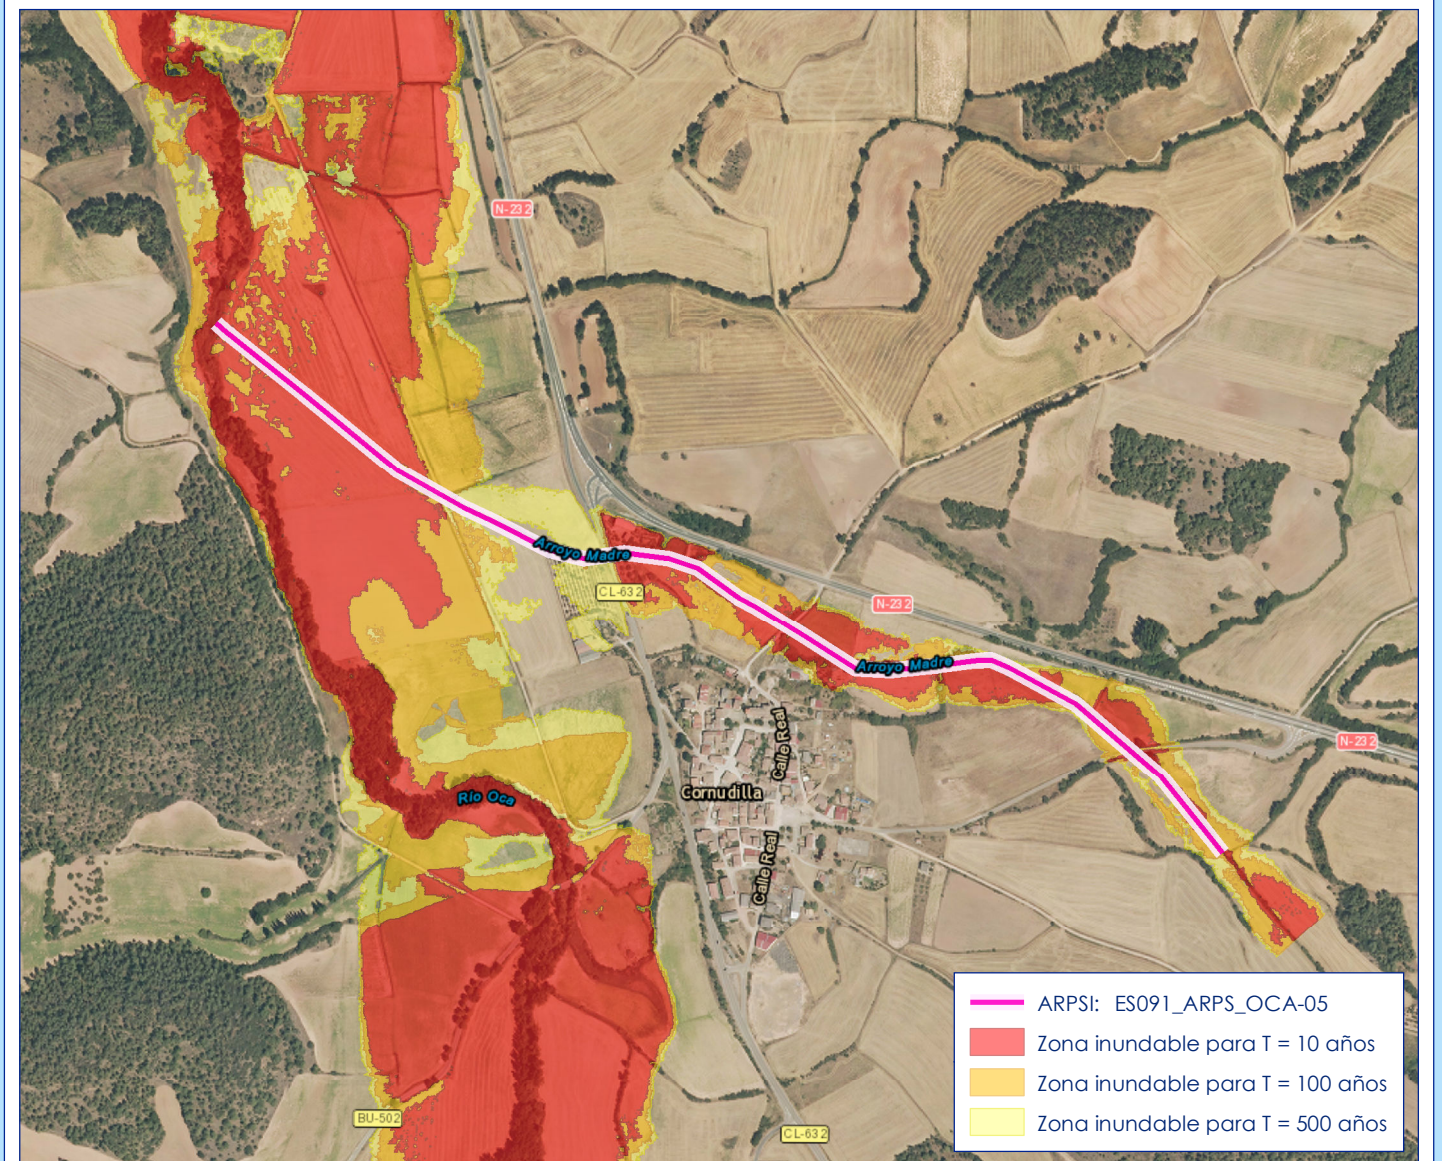 N-232
Arroyo Madre
CL-632
N-232
Arroyo Madre
Calle Real
N-232
Río Oca
Cornudilla
Calle Real
ARPSI: ES091_ARPS_OCA-05
Zona inundable para T = 10 años
Zona inundable para T = 100 años
Zona inundable para T = 500 años
BU-502
CL-632